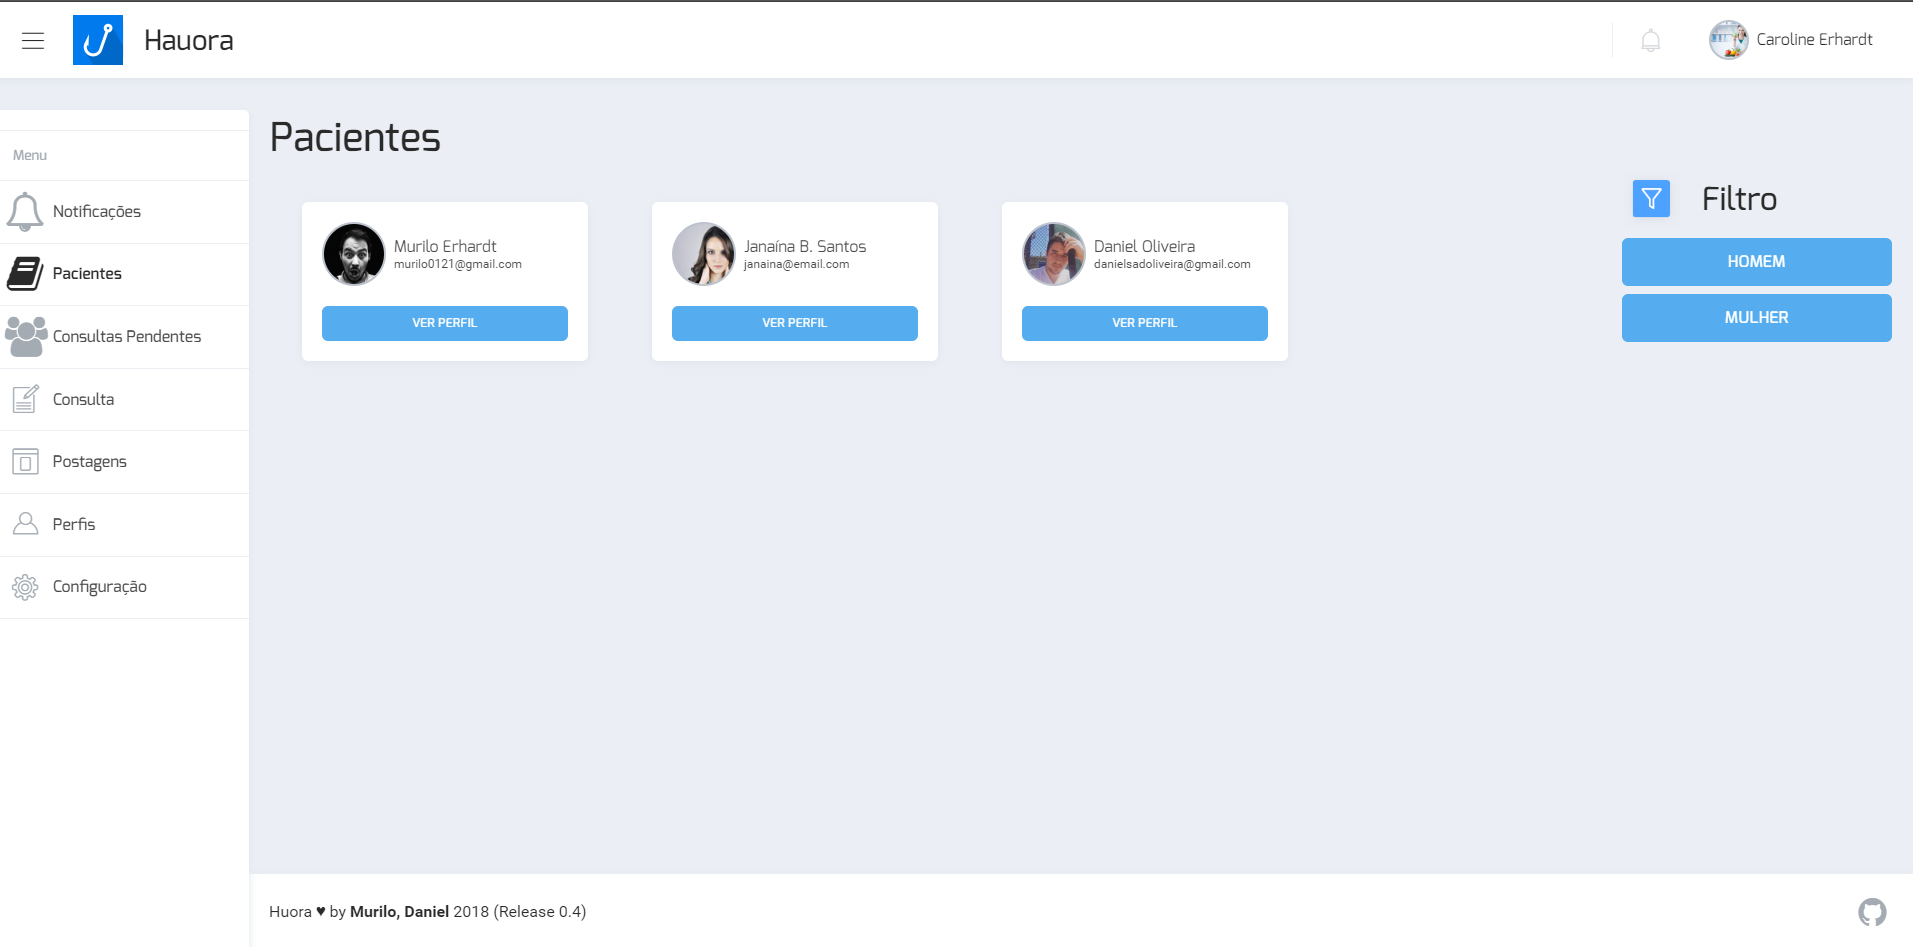 Hauora
Caroline Erhardt
Menu
Notificações
Pacientes
Consultas Pendentes
Consulta
Postagens
Perfis
Configuração
Pacientes
Murilo Erhardt
murilo0121@gmail.com
VER PERFIL
Janaína B. Santos
janaina@email.com
VER PERFIL
Daniel Oliveira
danielsadoliveira@gmail.com
VER PERFIL
Filtro
HOMEM
MULHER
Huora ♥ by Murilo, Daniel 2018 (Release 0.4)